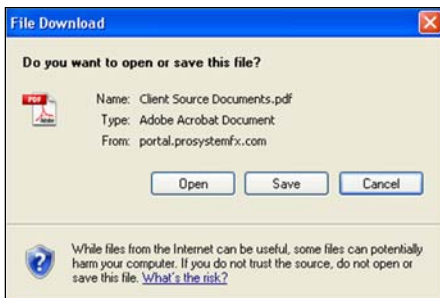 File Download
Do you want to open or save this file?
PDF
Adobe
Name: Client Source Documents.pdf
Type: Adobe Acrobat Document
From: portal.prosystemfx.com
Open Save Cancel
While files from the Internet can be useful, some files can potentially
harm your computer. If you do not trust the source, do not open or
save this file. What's the risk?